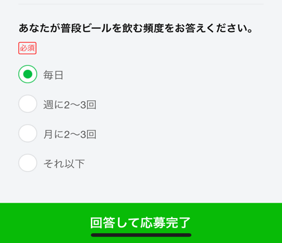 あなたが普段ビールを飲む頻度をお答えください。
必須
毎日
週に2〜3回
月に2〜3回
それ以下
回答して応募完了